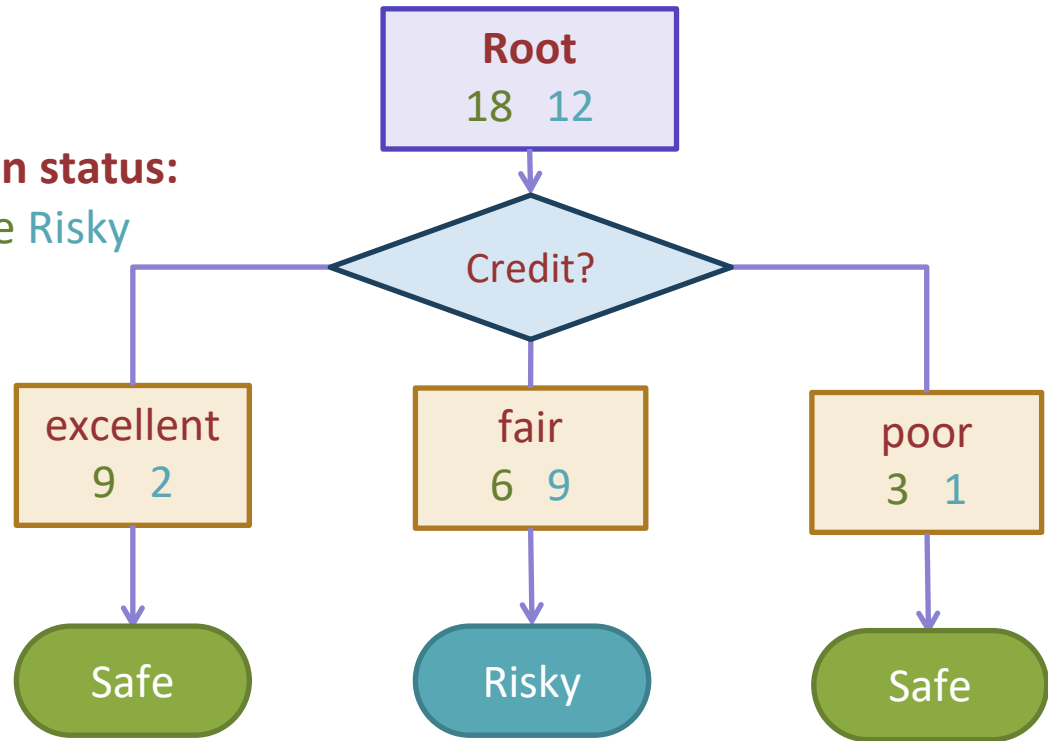 Root
18 12
n status:
e Risky
Credit?
excellent
9 2
fair
6 9
poor
3 1
Safe
Risky
Safe